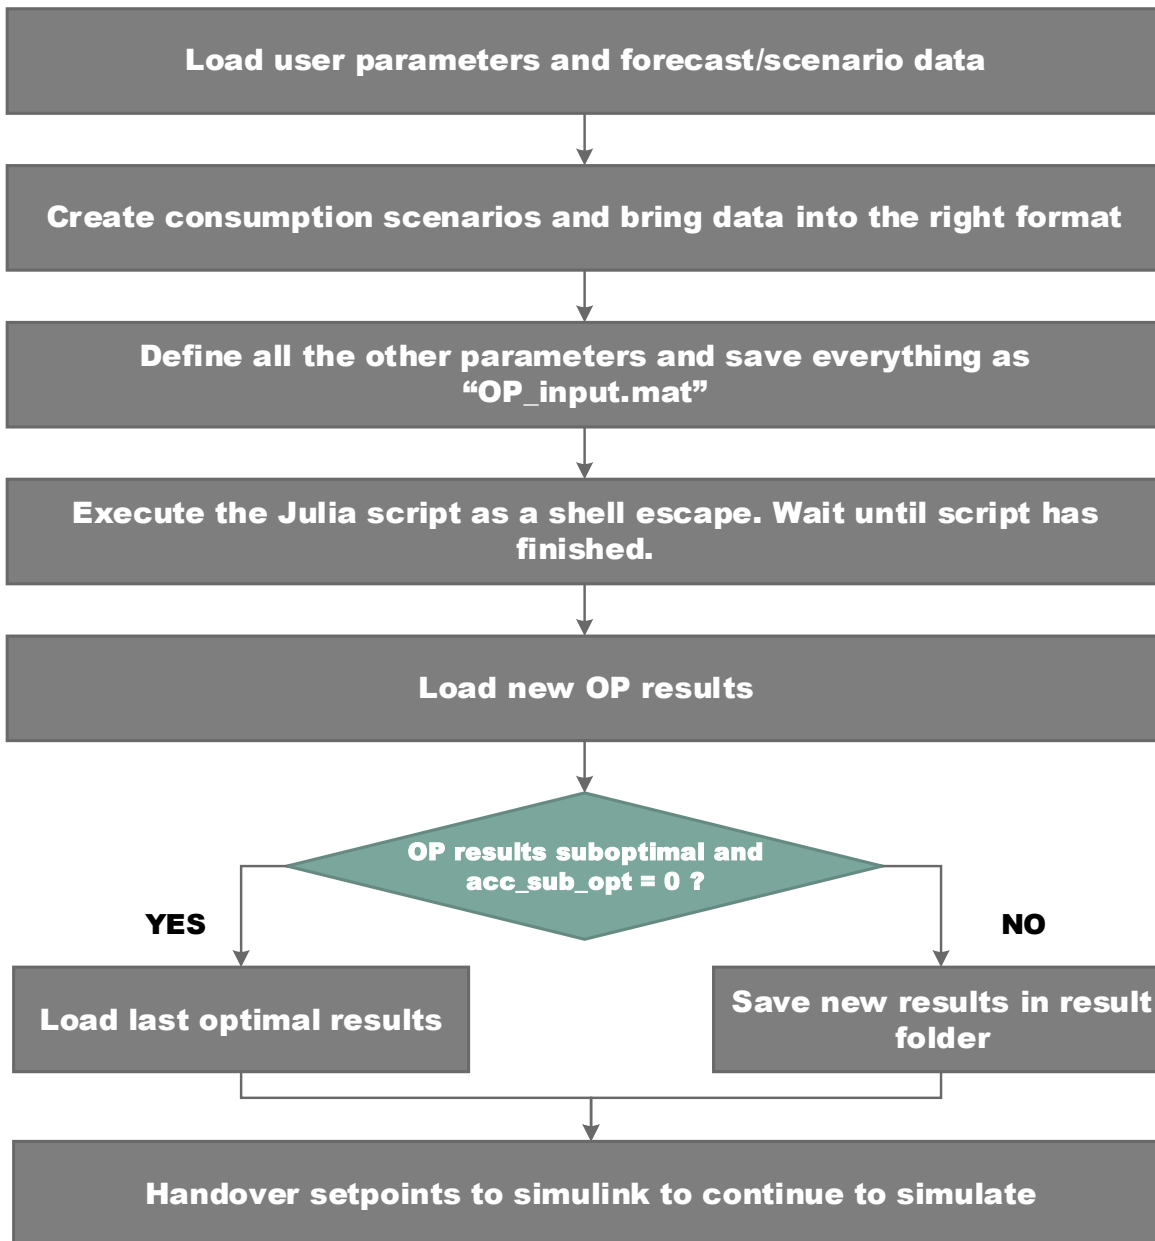 Load user parameters and forecast/scenario data
Create consumption scenarios and bring data into the right format
Define all the other parameters and save everything as
“OP_input.mat”
Execute the Julia script as a shell escape. Wait until script has
finished.
Load new OP results
OP results suboptimal and
acc_sub_opt = 0 ?
YES
NO
Load last optimal results
Save new results in result
folder
Handover setpoints to simulink to continue to simulate